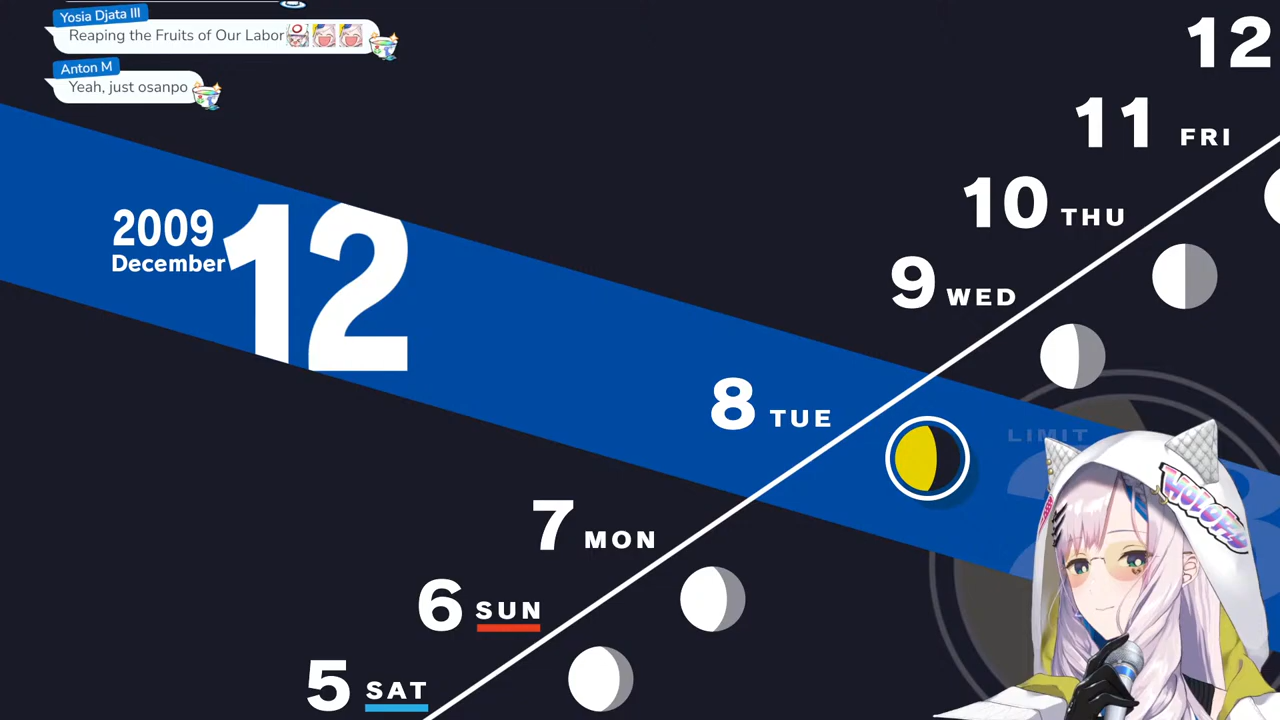 Yosia Djata III
Reaping the Fruits of Our Labor
Anton M
Yeah, just osanpo
12
11 FRI
10 THU
9 WED
2009
December
12
8 TUE
LIMIT
7 MON
6 SUN
5 SAT